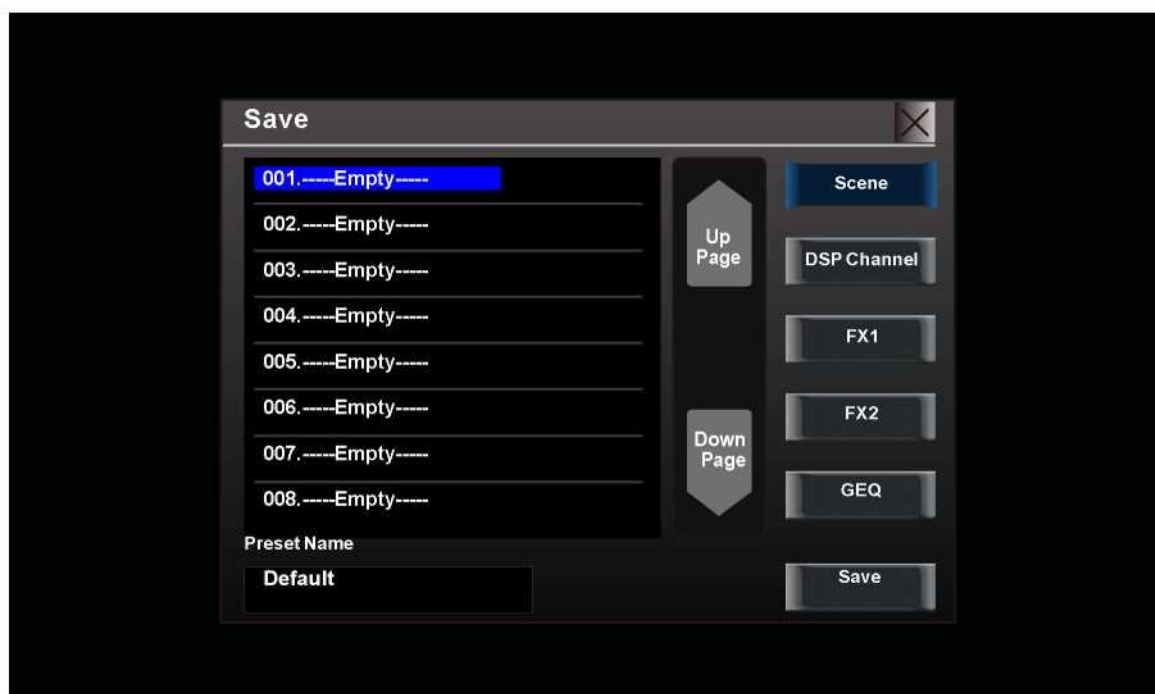 Save
001.-----Empty-----
002.-----Empty-----
003.-----Empty-----
004.-----Empty-----
005.-----Empty-----
006.-----Empty-----
007.-----Empty-----
008.-----Empty-----
Preset Name
Default
Up
Page
Down
Page
Scene
DSP Channel
FX1
FX2
GEQ
Save